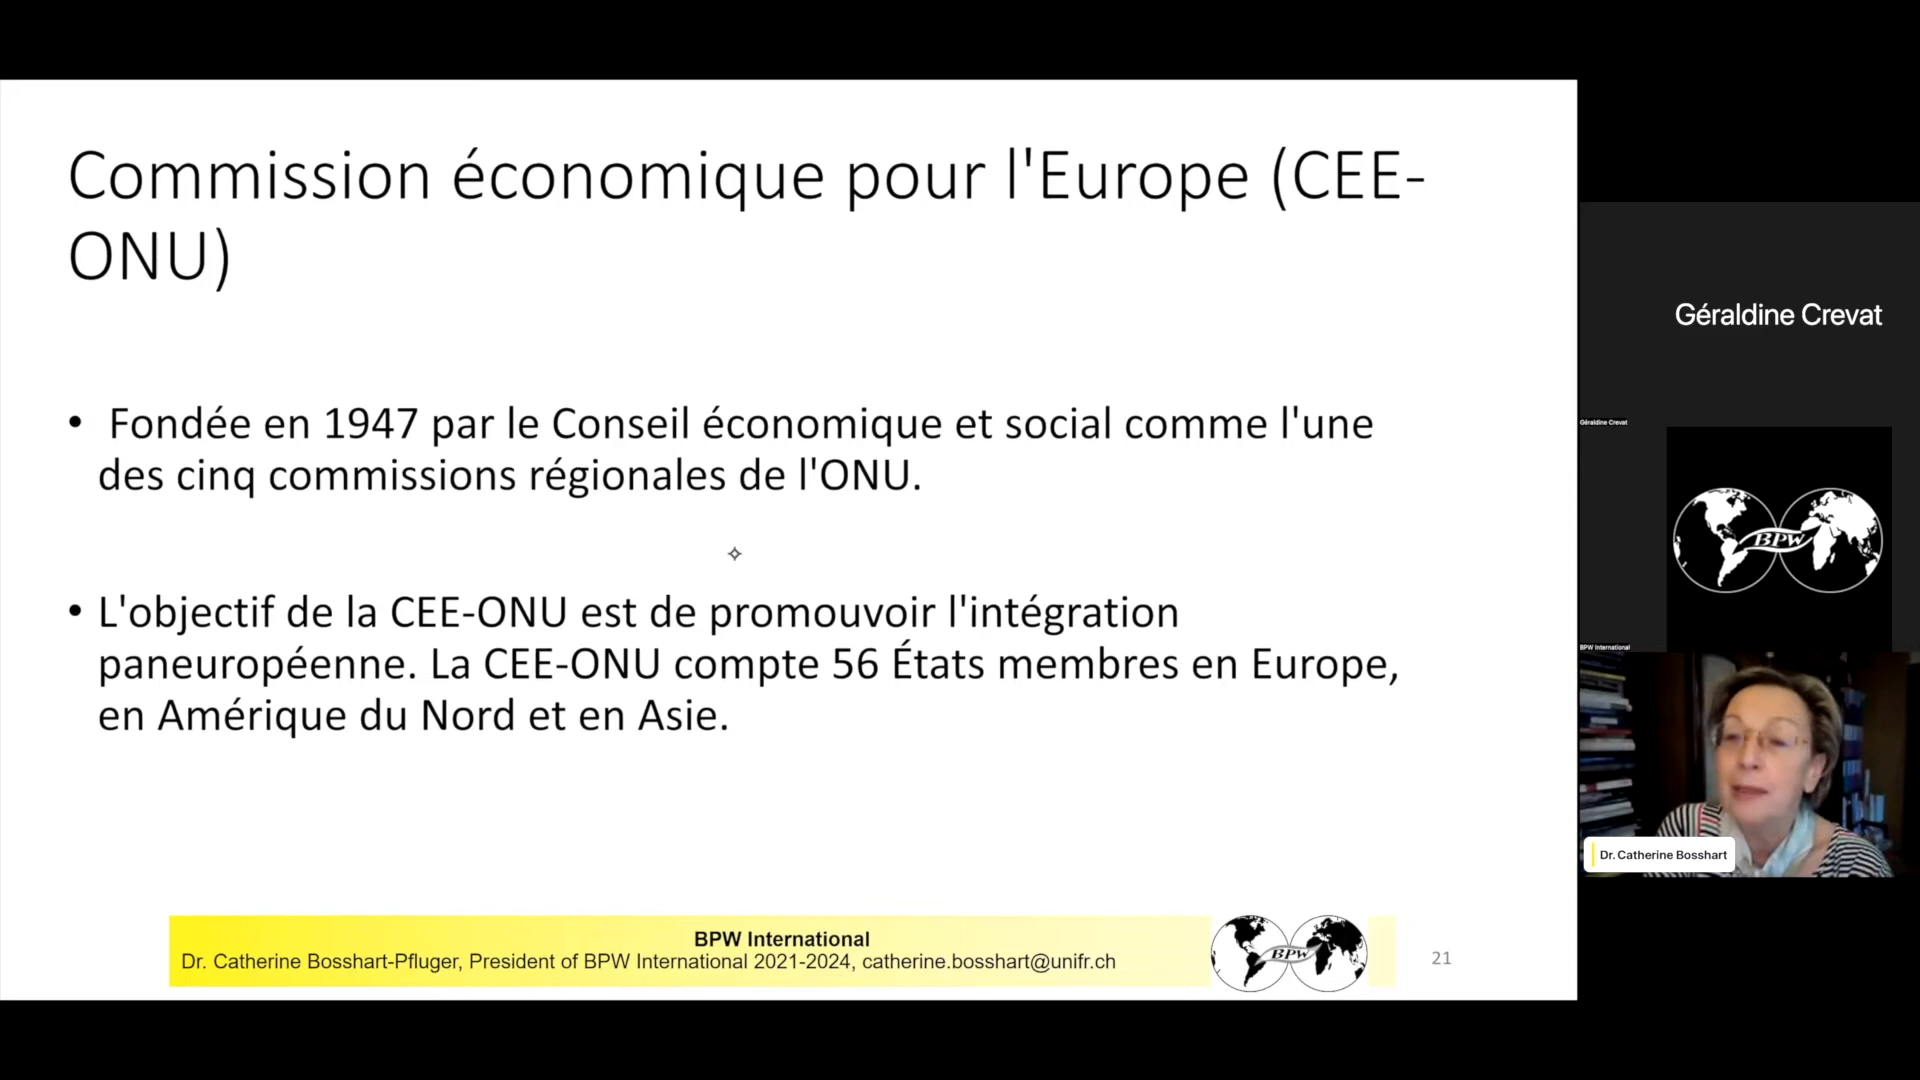 Commission économique pour l'Europe (CEE-
ONU)
• Fondée en 1947 par le Conseil économique et social comme l'une
des cinq commissions régionales de l'ONU.
• L'objectif de la CEE-ONU est de promouvoir l'intégration
paneuropéenne. La CEE-ONU compte 56 États membres en Europe,
en Amérique du Nord et en Asie.
BPW International
Dr. Catherine Bosshart-Pfluger, President of BPW International 2021-2024, catherine.bosshart@unifr.ch
BPW
21
Géraldine Crevat
Géraldine Crevat
BPW
BPW International
Dr. Catherine Bosshart